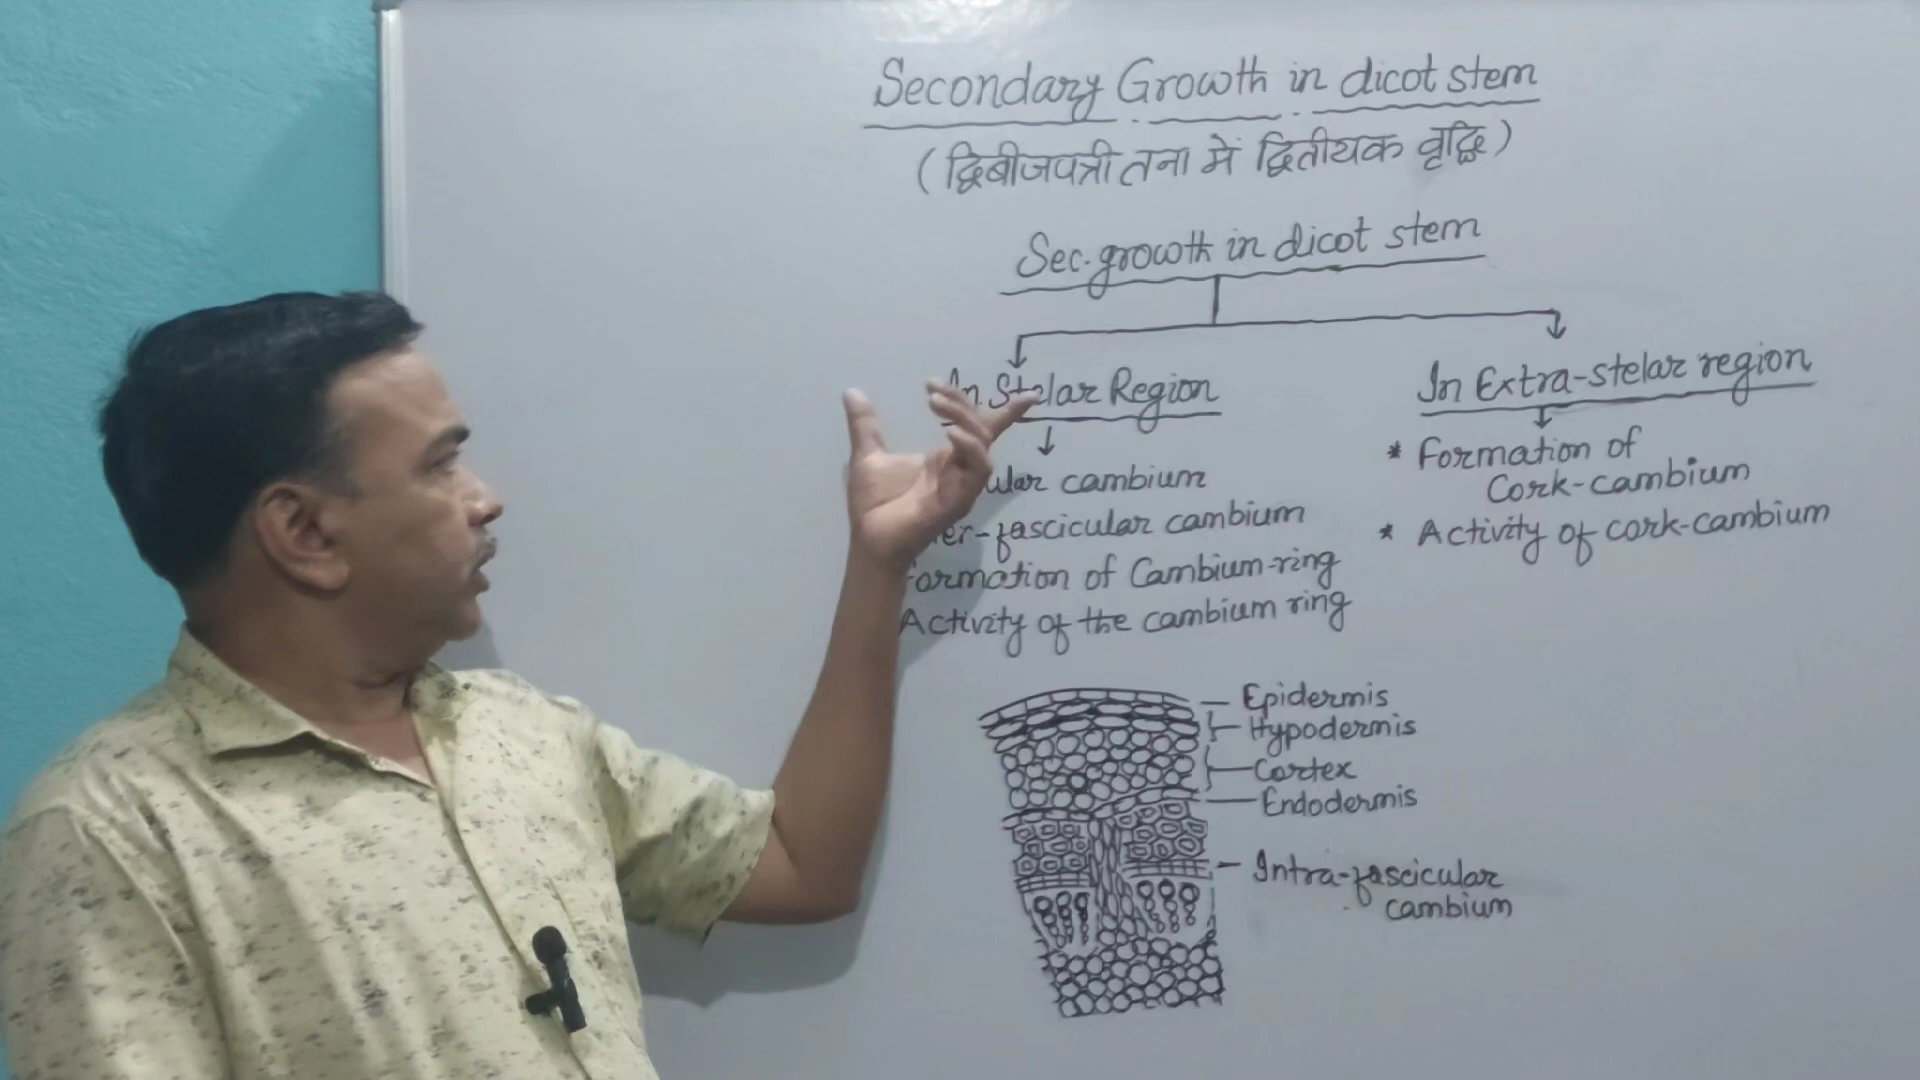 Secondary Growth in dicot stem
(द्विबीजपत्री तना में द्वितीयक वृद्धि)
Sec. growth in dicot stem
In Stelar Region
cambium
fascicular cambium
Formation of Cambium-ring
Activity of the cambium ring
In Extra-stelar region
* Formation of
Cork-cambium
* Activity of cork-cambium
Epidermis
Hypodermis
Cortex
Endodermis
Intra-fascicular
cambium